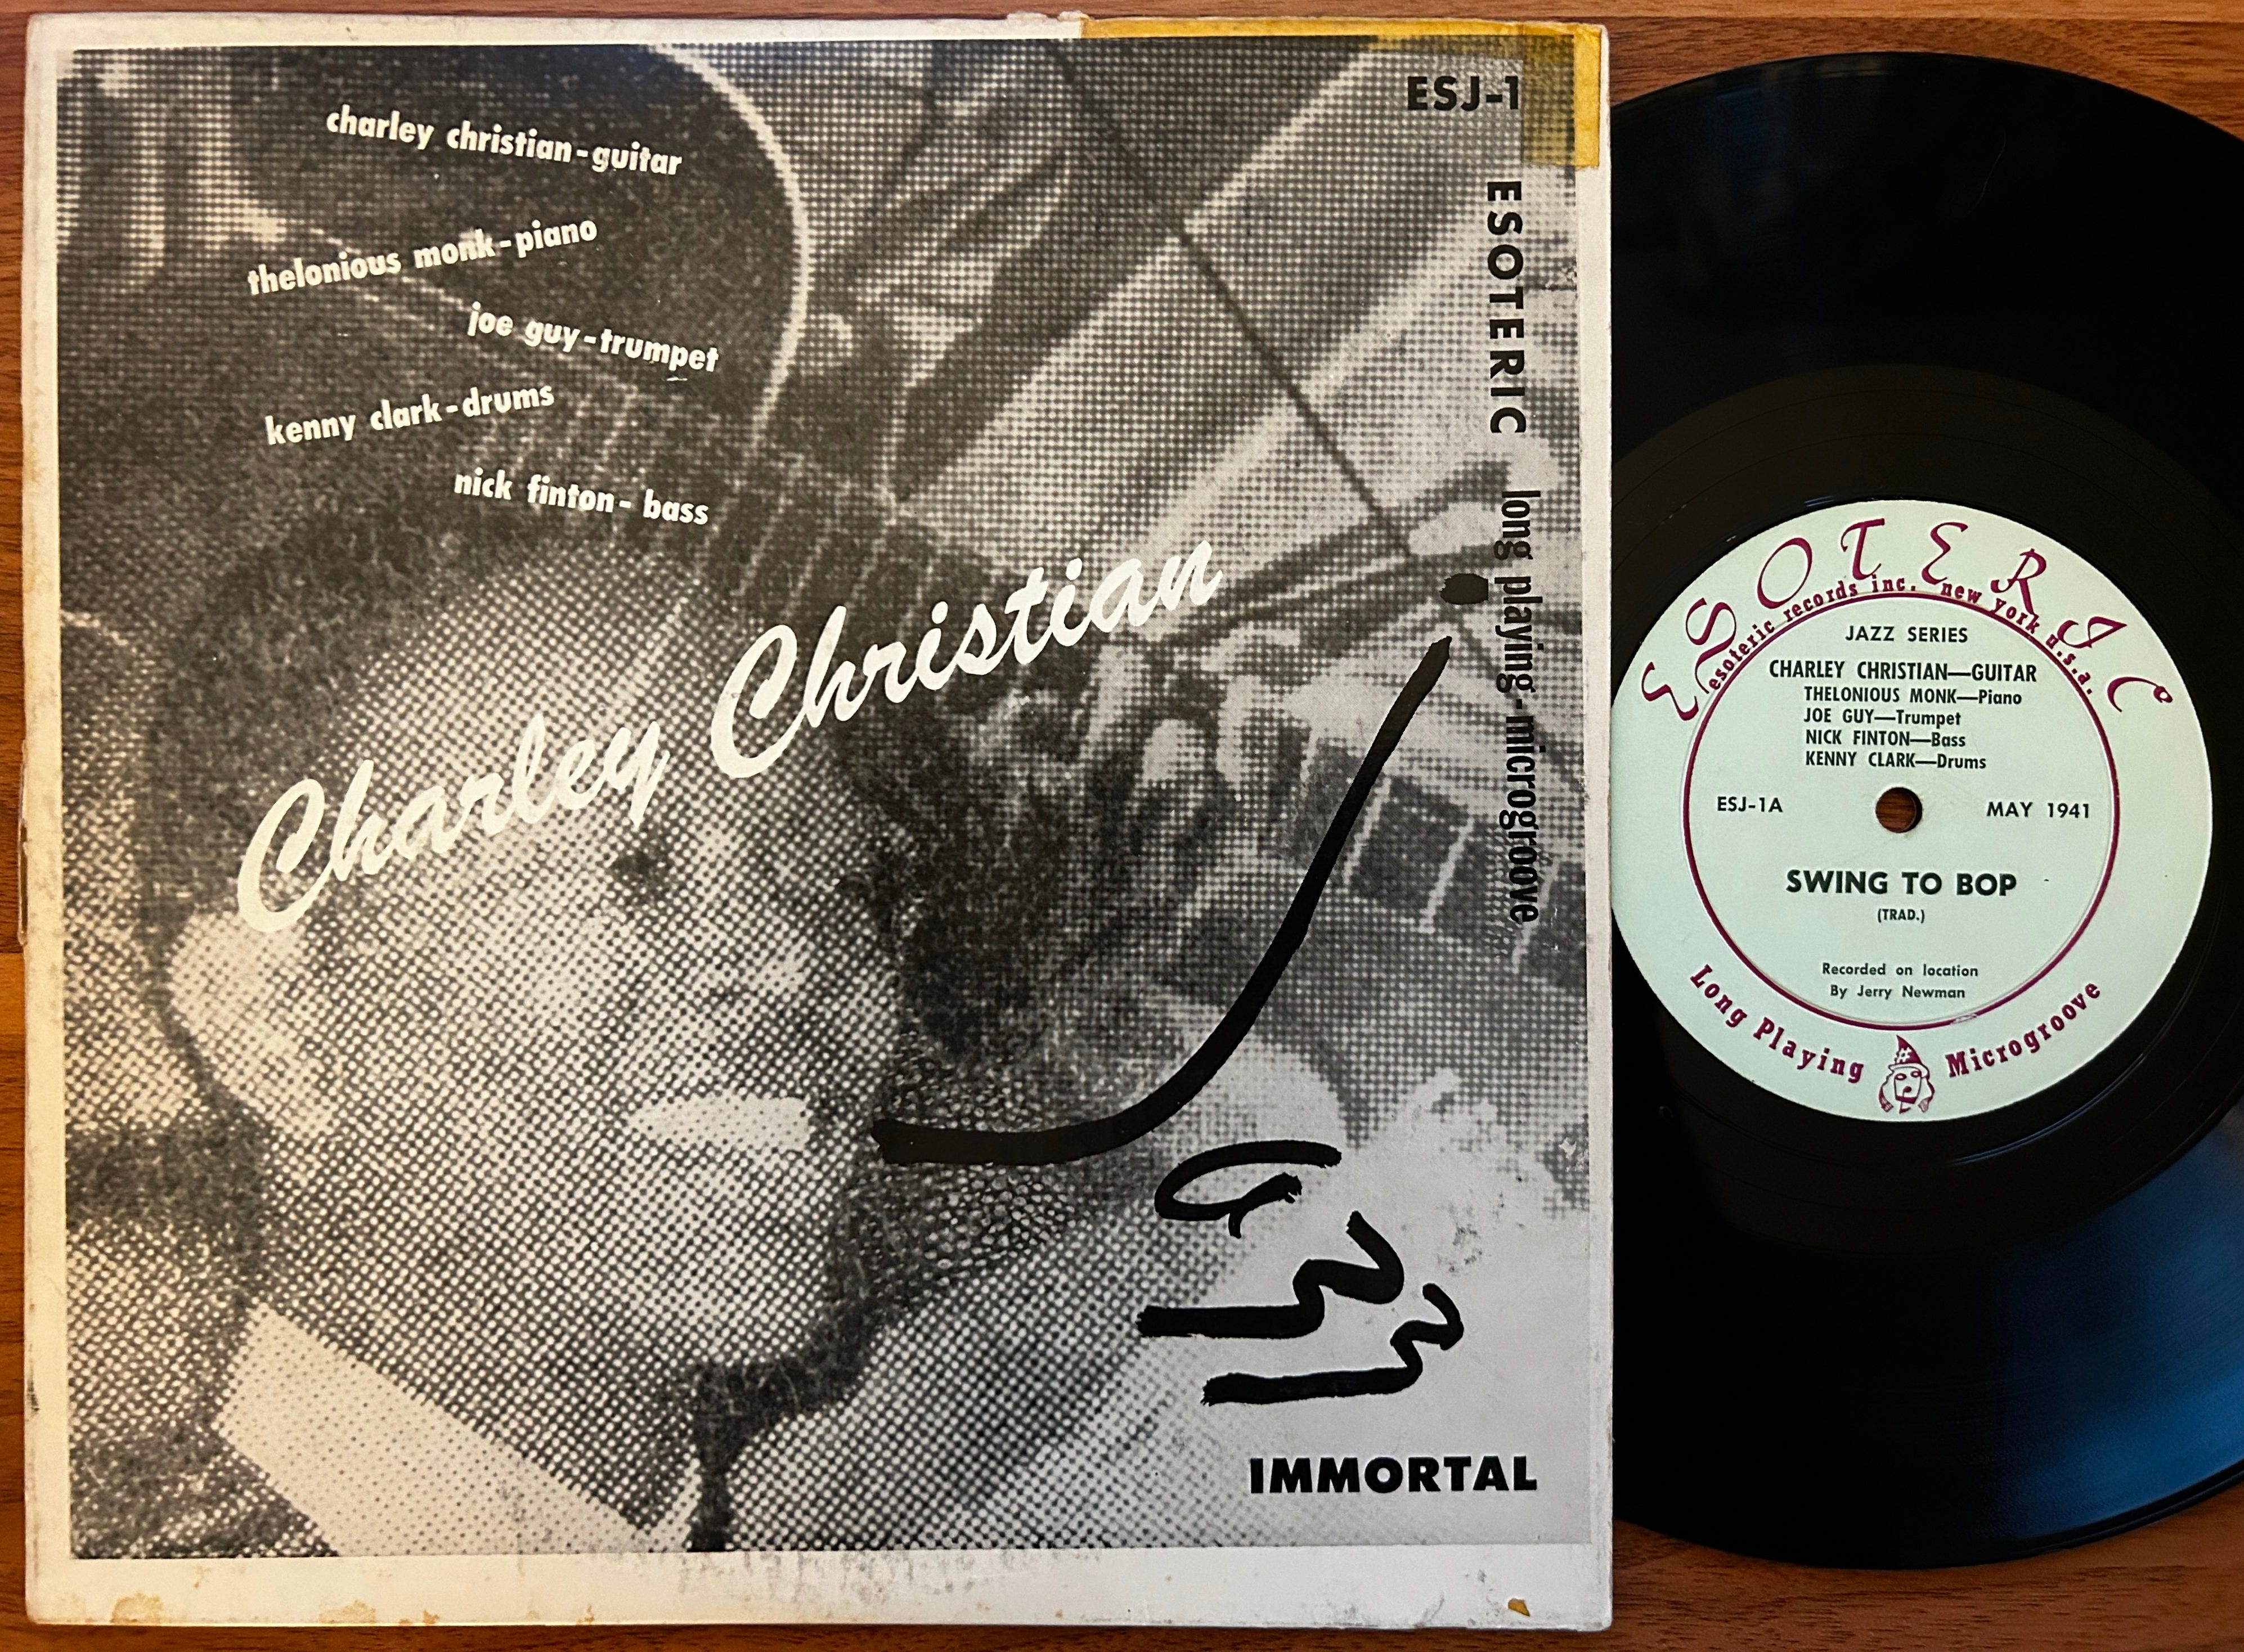 charley christian-guitar
thelonious monk-piano
joe guy-trumpet
kenny clark-drums
nick finton-bass
Charley Christian
ESJ-1
ESOTERIC long playing-microgroove
Jazz
IMMORTAL
ESOTERIC
esoteric records inc. new york u.s.a.
JAZZ SERIES
CHARLEY CHRISTIAN—GUITAR
THELONIOUS MONK—Piano
JOE GUY—Trumpet
NICK FINTON—Bass
KENNY CLARK—Drums
ESJ-1A
MAY 1941
SWING TO BOP
(TRAD.)
Recorded on location
By Jerry Newman
Long Playing Microgroove